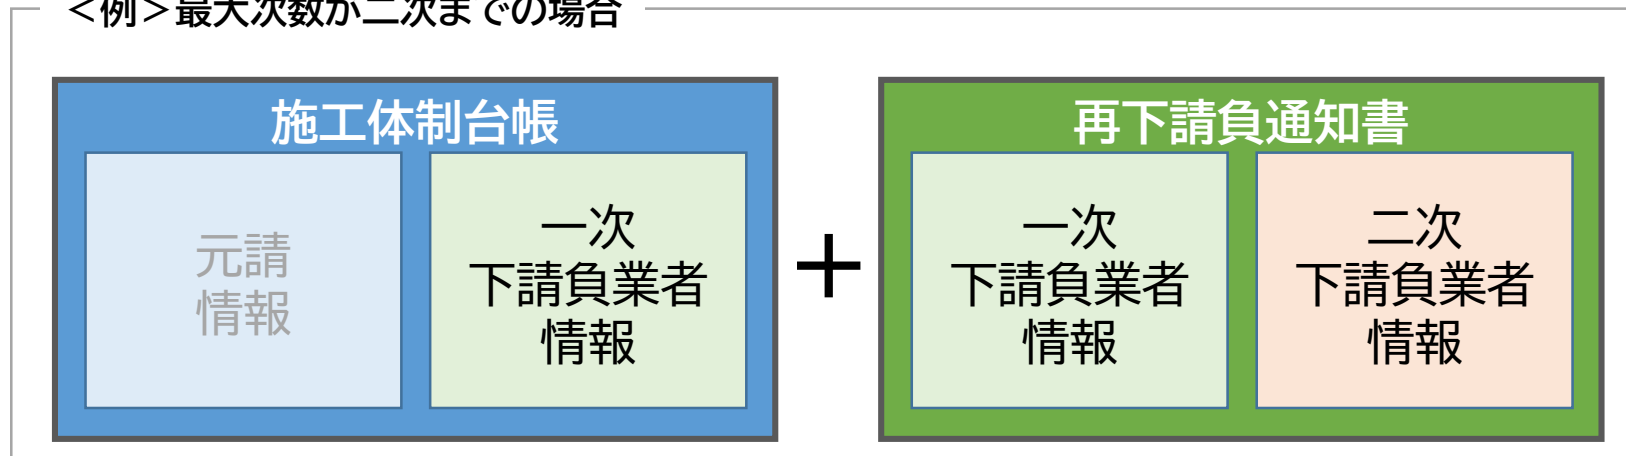 ＜例＞最大次数が二次までの場合
施工体制台帳
元請
情報
一次
下請負業者
情報
＋
再下請負通知書
一次
下請負業者
情報
二次
下請負業者
情報